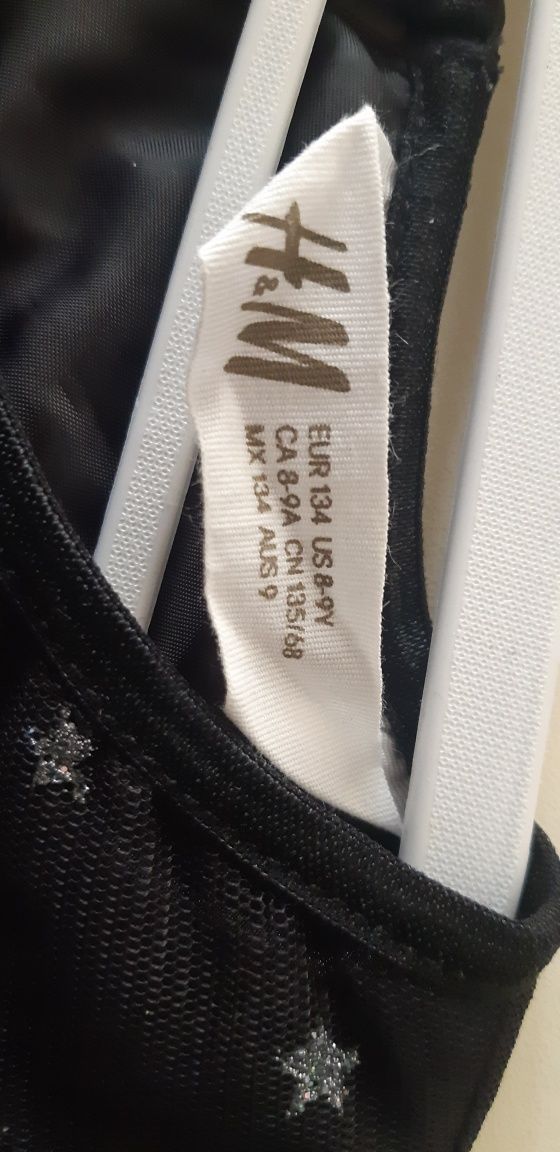 H&M
EUR 134 US 8-9Y
CA 8-9A CN 135/68
MX 134 AUS 9